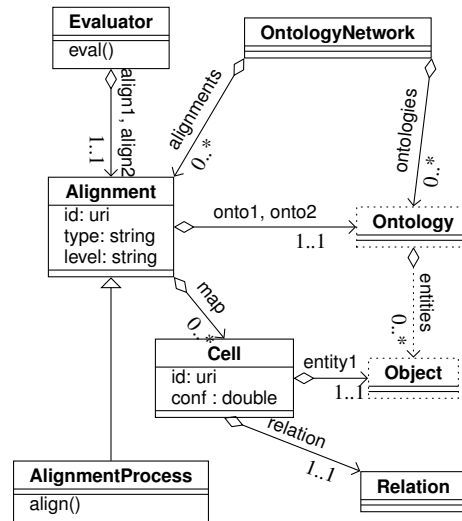 Evaluator
eval()
OntologyNetwork
align1, align2
1..1
alignments
0..*
ontologies
0..*
Alignment
id: uri
type: string
level: string
onto1, onto2
1..1
Ontology
map
0..*
entities
0..*
Cell
id: uri
conf : double
entity1
1..1
Object
relation
1..1
AlignmentProcess
align()
Relation